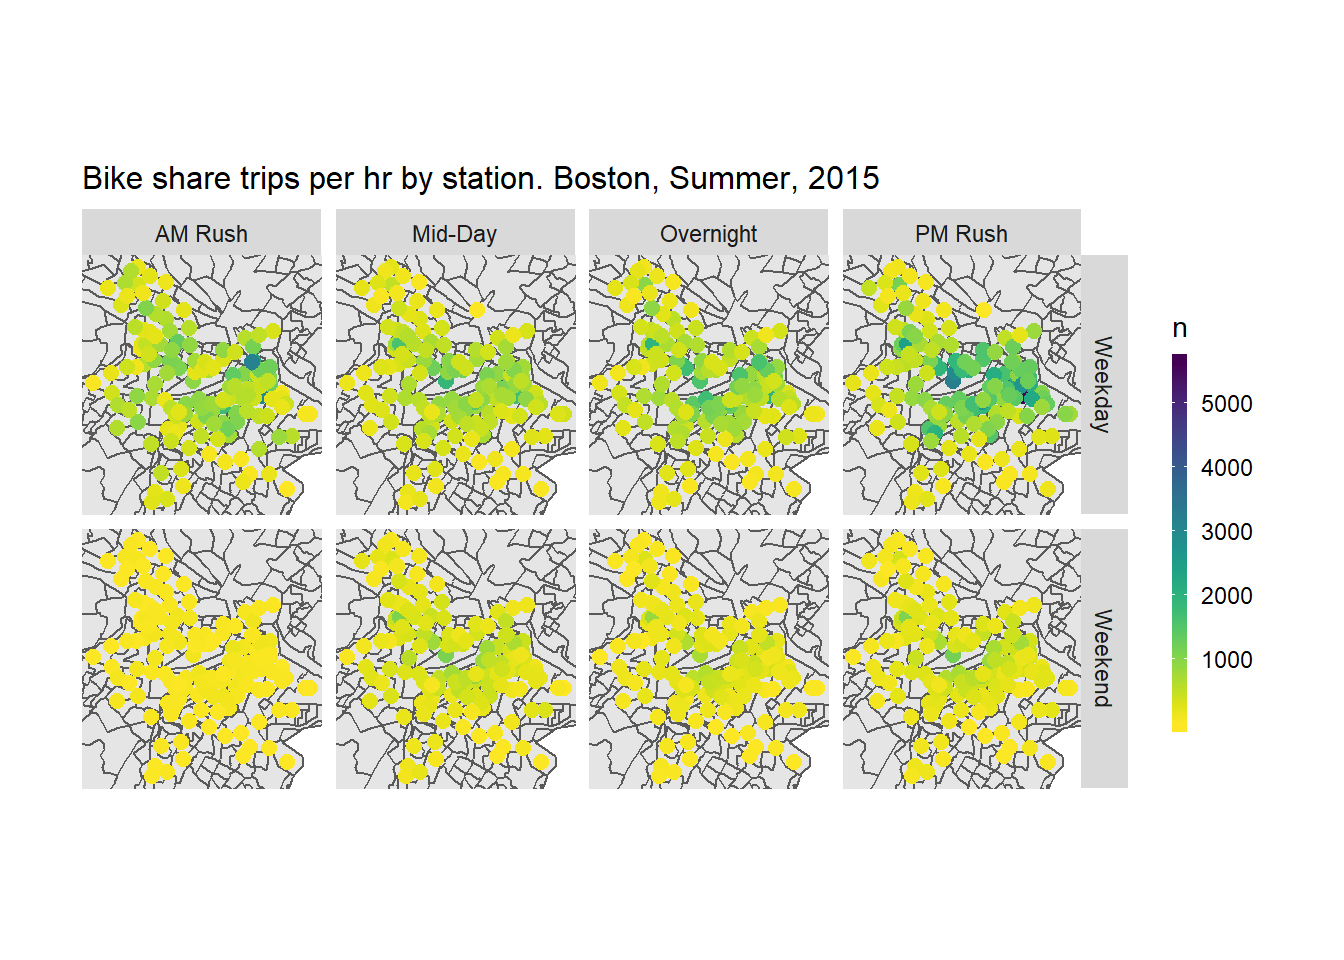 Bike share trips per hr by station. Boston, Summer, 2015
AM Rush
Mid-Day
Overnight
PM Rush
Weekday
Weekend
n
5000
4000
3000
2000
1000